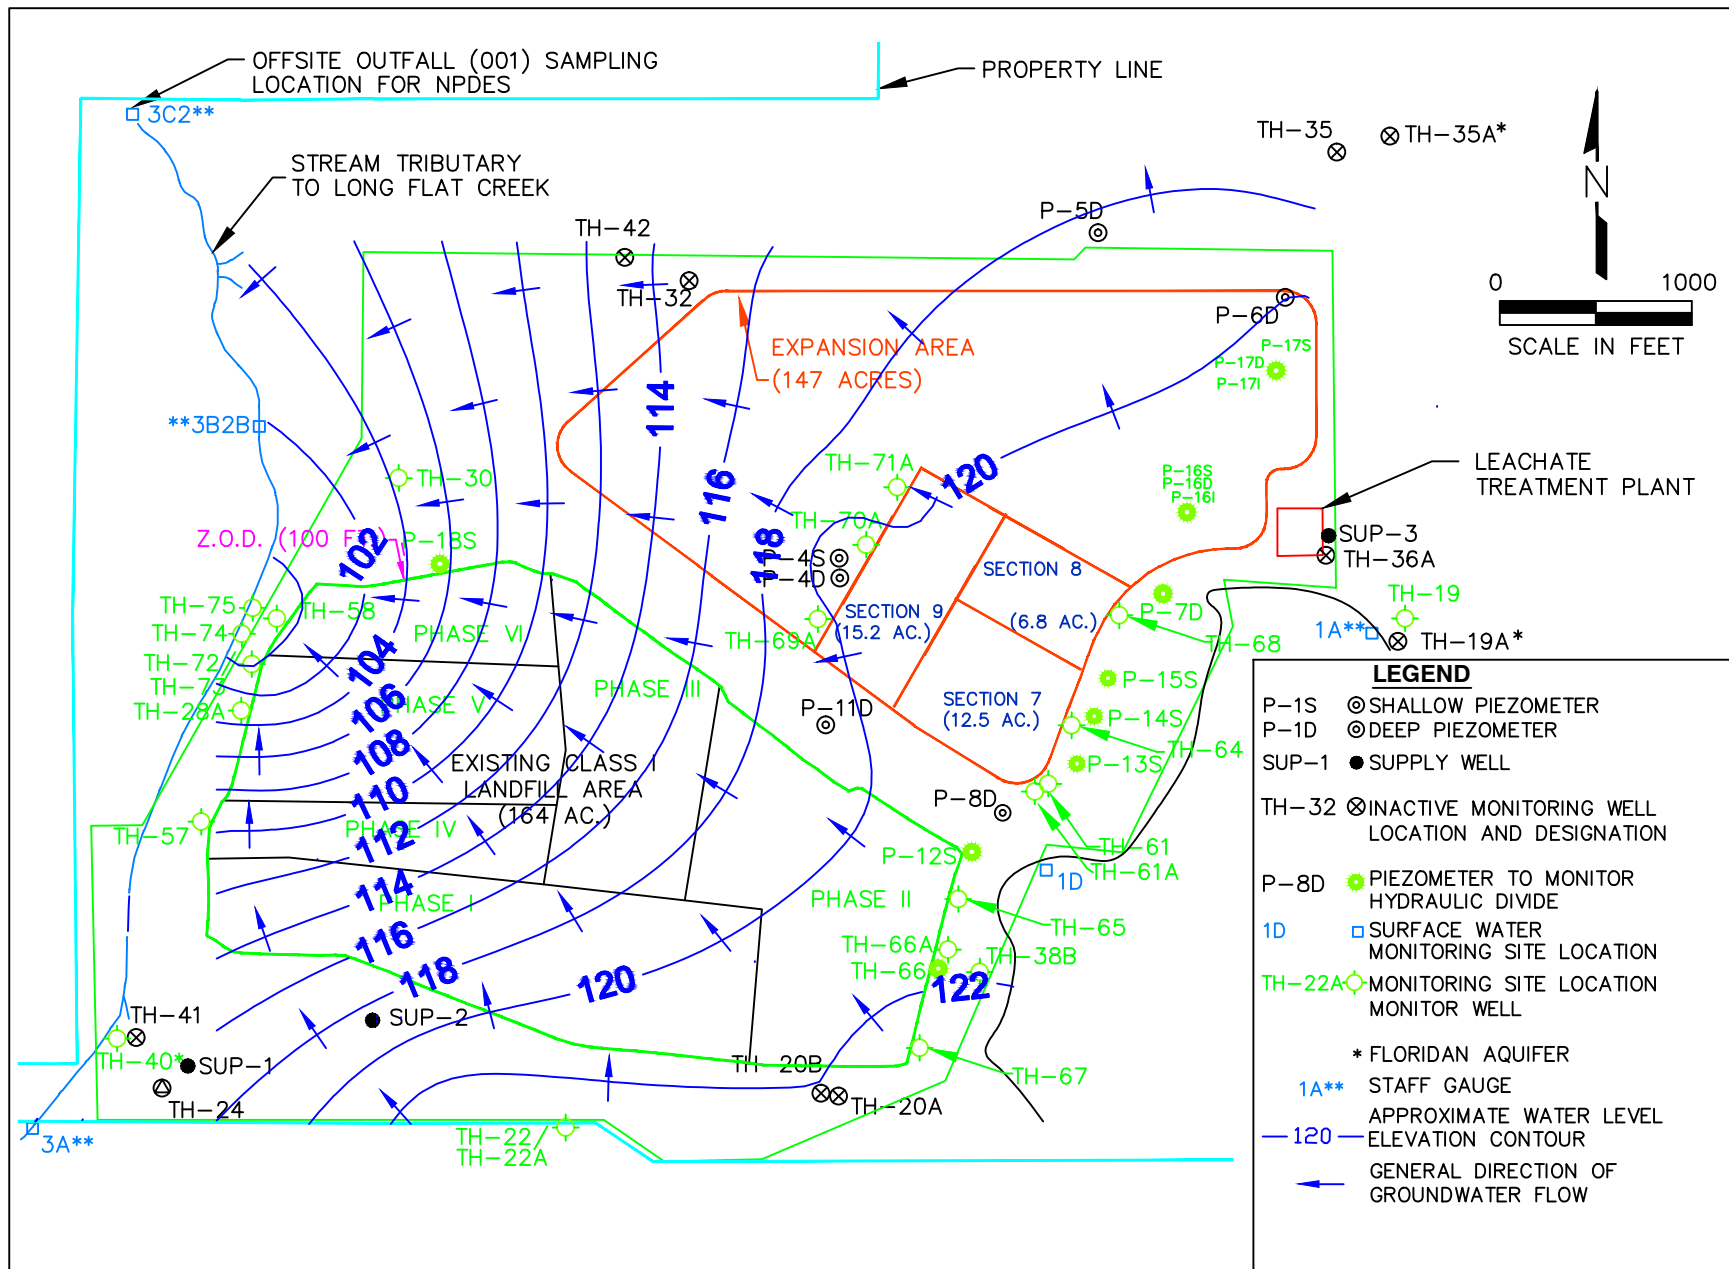 OFFSITE OUTFALL (001) SAMPLING
LOCATION FOR NPDES
PROPERTY LINE
3C2**
STREAM TRIBUTARY
TO LONG FLAT CREEK
TH-35
TH-35A*
N
0 1000
SCALE IN FEET
P-5D
TH-42
TH-32
P-6D
P-17S
P-17D
P-17I
EXPANSION AREA
(147 ACRES)
114
116
118
120
**3B2B
TH-30
TH-71A
P-16S
P-16D
P-16I
LEACHATE
TREATMENT PLANT
TH-70A
SUP-3
TH-36A
Z.O.D. (100 FT.)
P-18S
102
P-4S
P-4D
SECTION 8
(6.8 AC.)
SECTION 9
(15.2 AC.)
P-7D
TH-19
TH-75
TH-58
TH-74
PHASE VI
TH-69A
TH-68
1A**
TH-19A*
TH-72
TH-73
TH-28A
104
106
PHASE V
PHASE III
P-15S
SECTION 7
(12.5 AC.)
P-11D
P-14S
TH-64
108
EXISTING CLASS I
LANDFILL AREA
(164 AC.)
P-13S
110
P-8D
TH-57
PHASE IV
112
TH-61
TH-61A
P-12S
1D
114
PHASE I
PHASE II
TH-65
116
TH-66A
TH-66
TH-38B
118
120
122
TH-41
SUP-2
TH-40*
SUP-1
TH-24
TH-20B
TH-20A
TH-67
TH-22/
TH-22A
3A**
LEGEND
P-1S SHALLOW PIEZOMETER
P-1D DEEP PIEZOMETER
SUP-1 SUPPLY WELL
TH-32 INACTIVE MONITORING WELL
LOCATION AND DESIGNATION
P-8D PIEZOMETER TO MONITOR
HYDRAULIC DIVIDE
1D SURFACE WATER
MONITORING SITE LOCATION
TH-22A MONITORING SITE LOCATION
MONITOR WELL
* FLORIDAN AQUIFER
1A** STAFF GAUGE
APPROXIMATE WATER LEVEL
120 ELEVATION CONTOUR
GENERAL DIRECTION OF
GROUNDWATER FLOW